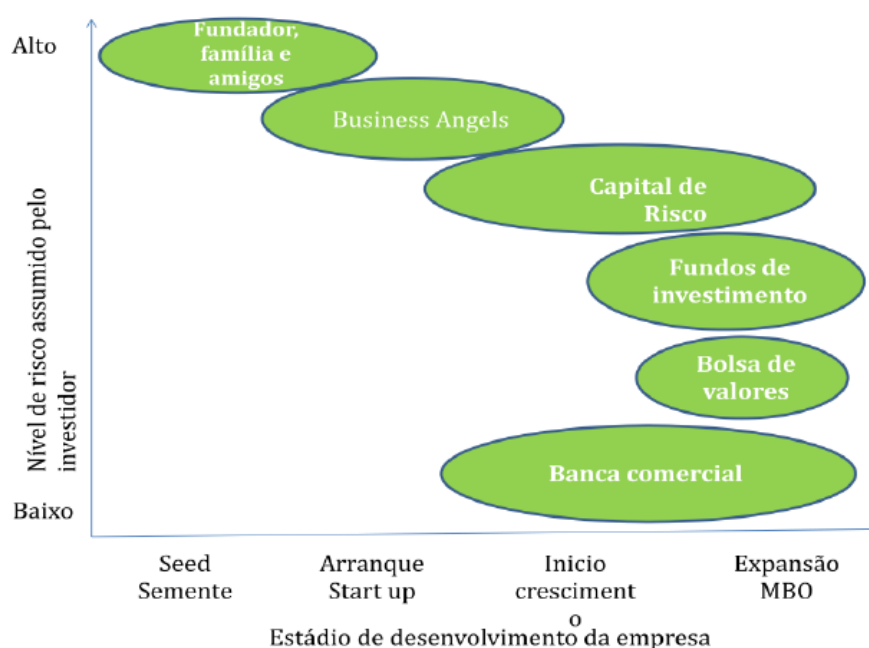 Alto
Fundador,
família e
amigos
Business Angels
Capital de
Risco
Fundos de
investimento
Bolsa de
valores
Banca comercial
Nível de risco assumido pelo
investidor
Baixo
Seed
Semente
Arranque
Start up
Inicio
cresciment
o
Expansão
MBO
Estádio de desenvolvimento da empresa